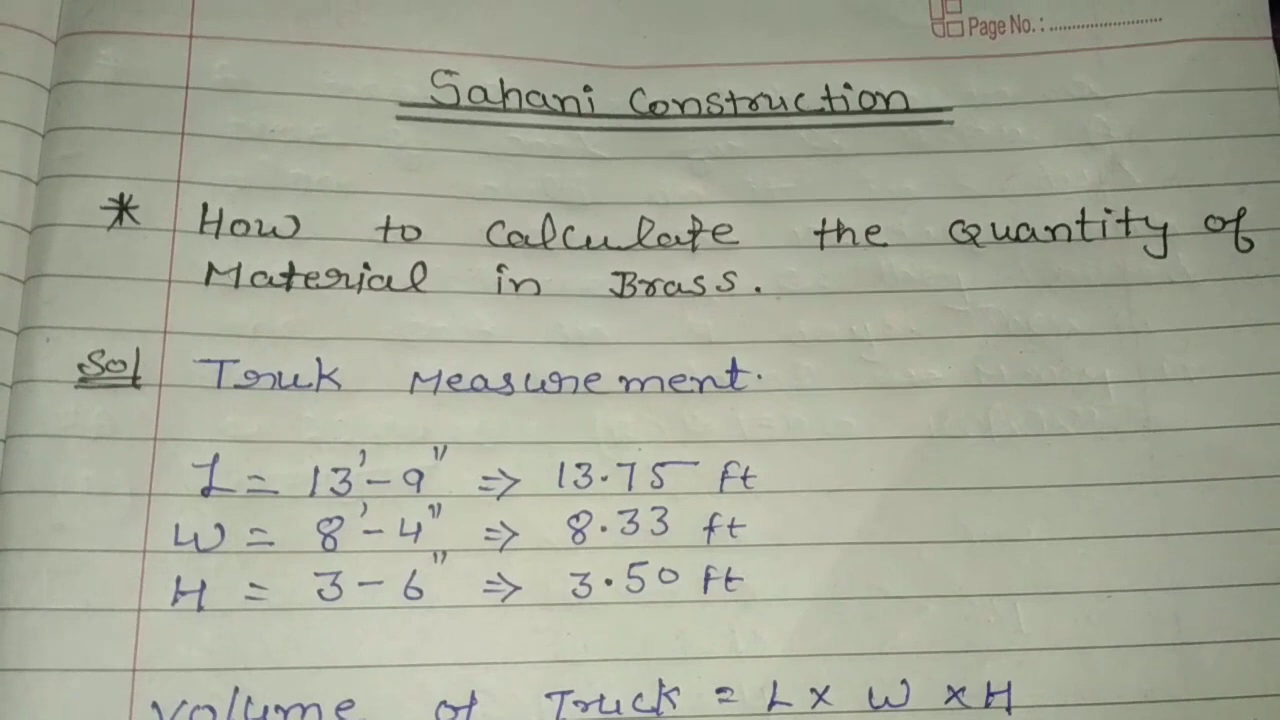 Page No. : ............................
Sahani Construction
* How to Calculate the Quantity of
Material in Brass.
Sol Truk Measurement.
L = 13'-9" ⇒ 13.75 ft
W = 8'-4" ⇒ 8.33 ft
H = 3-6" ⇒ 3.50 ft
Volume of Truck = L x W x H